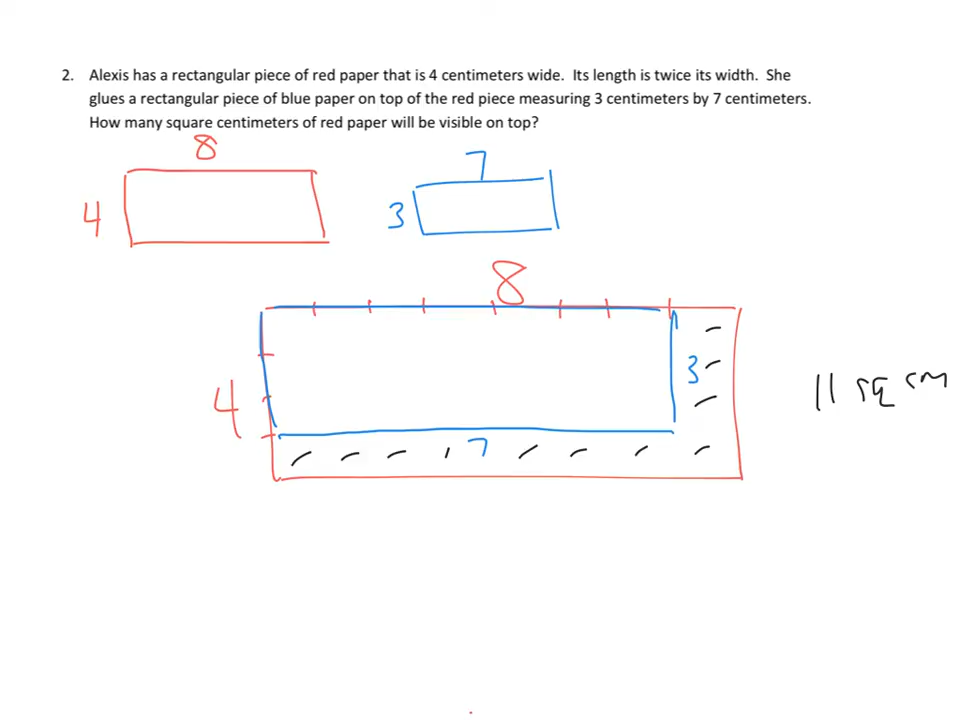 2. Alexis has a rectangular piece of red paper that is 4 centimeters wide. Its length is twice its width. She
glues a rectangular piece of blue paper on top of the red piece measuring 3 centimeters by 7 centimeters.
How many square centimeters of red paper will be visible on top?
8
7
4
3
8
4
3
11 sq cm
7